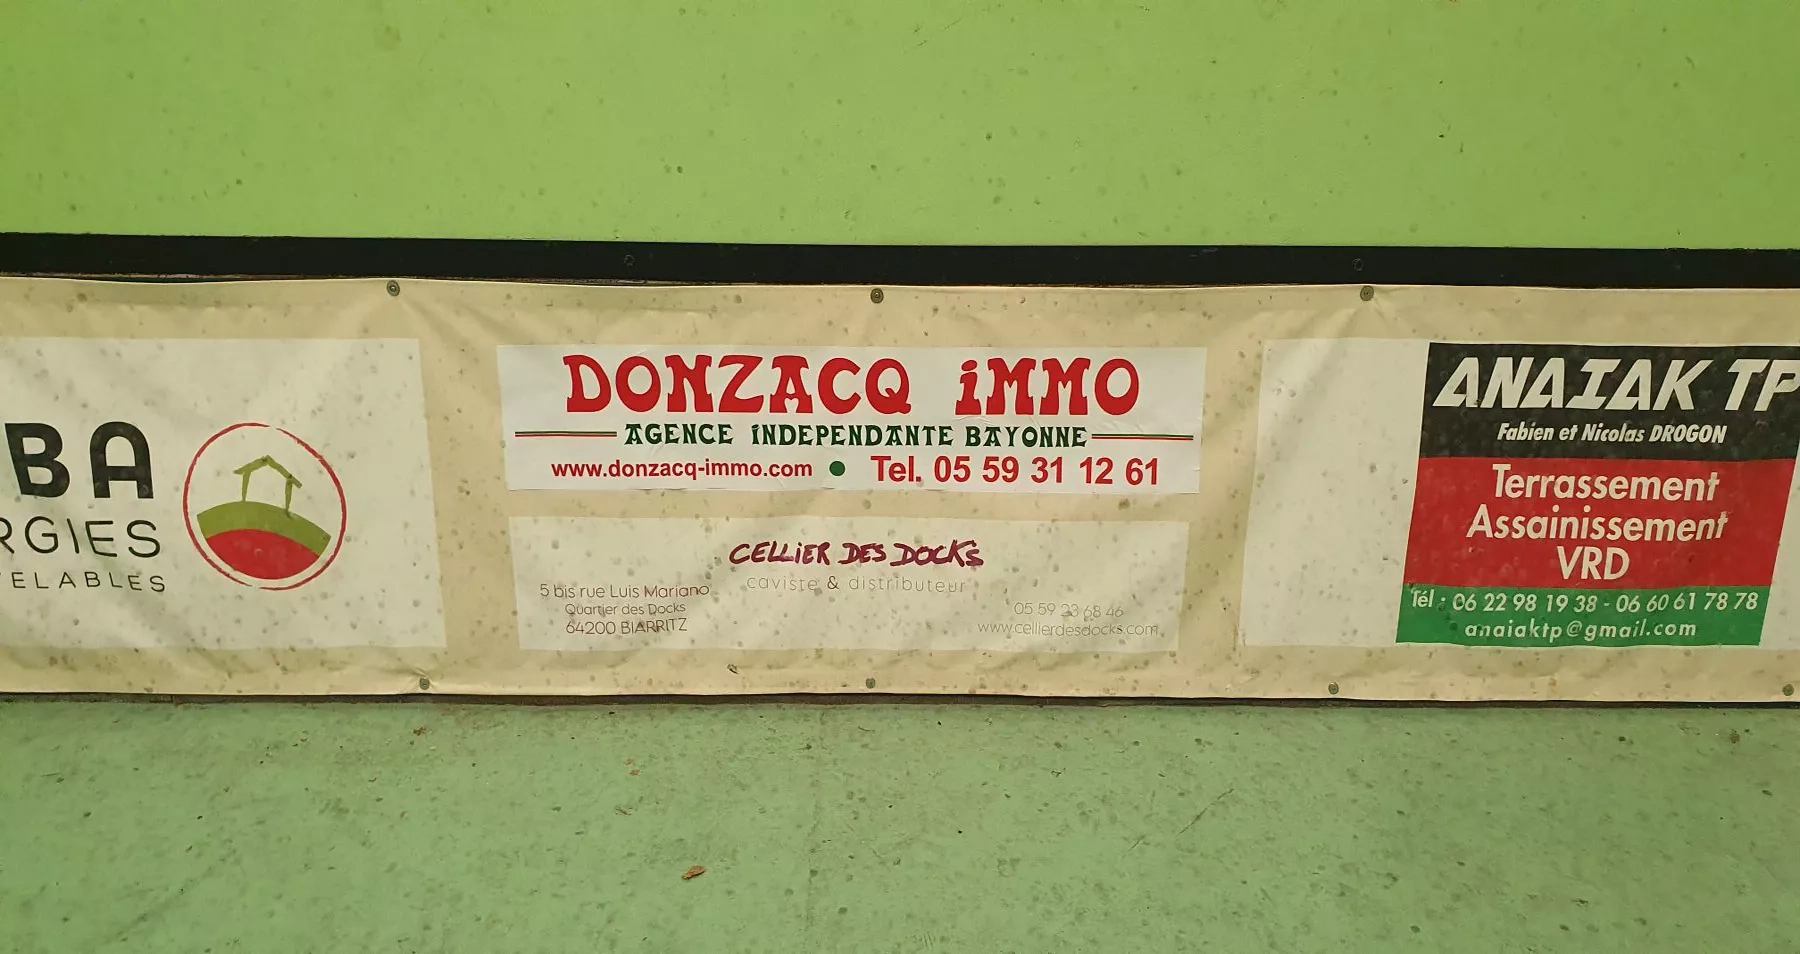 BA
RGIES
ELABLES
DONZACQ iMMO
AGENCE INDEPENDANTE BAYONNE
www.donzacq-immo.com • Tel. 05 59 31 12 61
CELLiER DES DOCKS
caviste & distributeur
5 bis rue Luis Mariano
Quartier des Docks
64200 BIARRITZ
05 59 23 68 46
www.cellierdesdocks.com
ANAIAK TP
Fabien et Nicolas DROGON
Terrassement
Assainissement
VRD
Tél : 06 22 98 19 38 - 06 60 61 78 78
anaiaktp@gmail.com